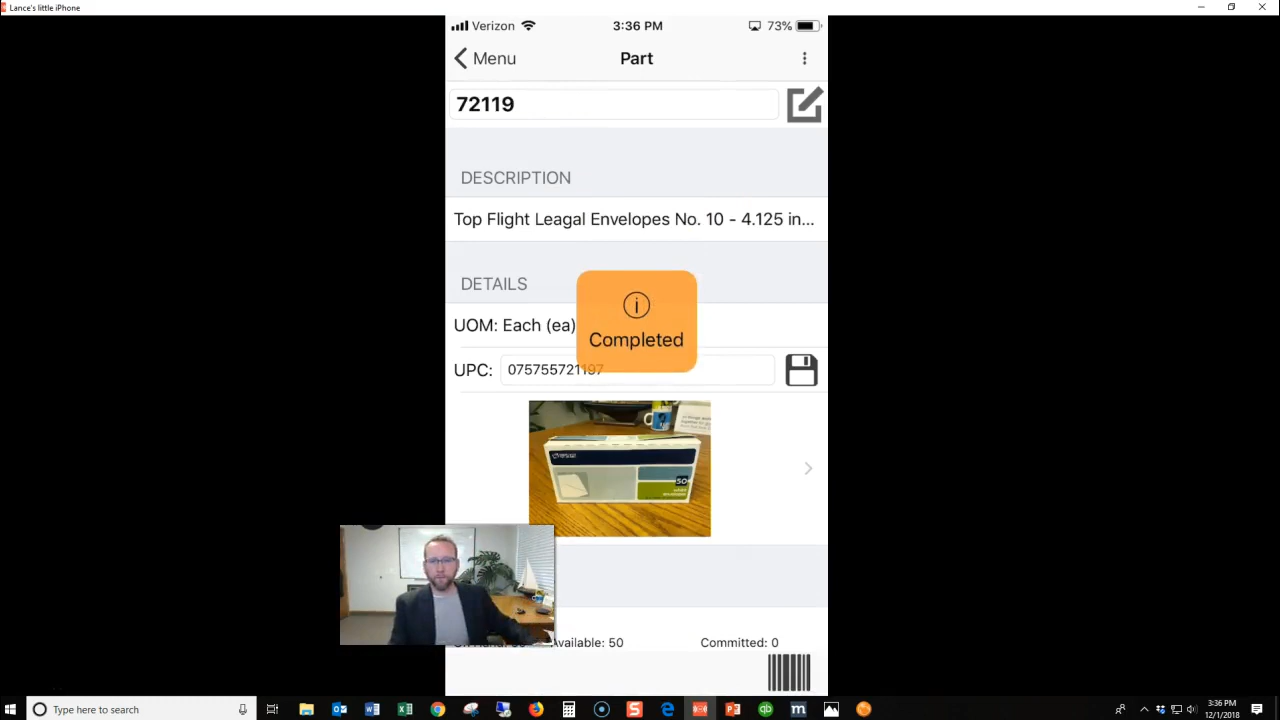 Lance's little iPhone
Verizon 3:36 PM 73%
Menu Part
72119
DESCRIPTION
Top Flight Leagal Envelopes No. 10 - 4.125 in...
DETAILS
UOM: Each (ea)
Completed
UPC: 075755721197
50
Available: 50 Committed: 0
Type here to search
3:36 PM
12/1/2018